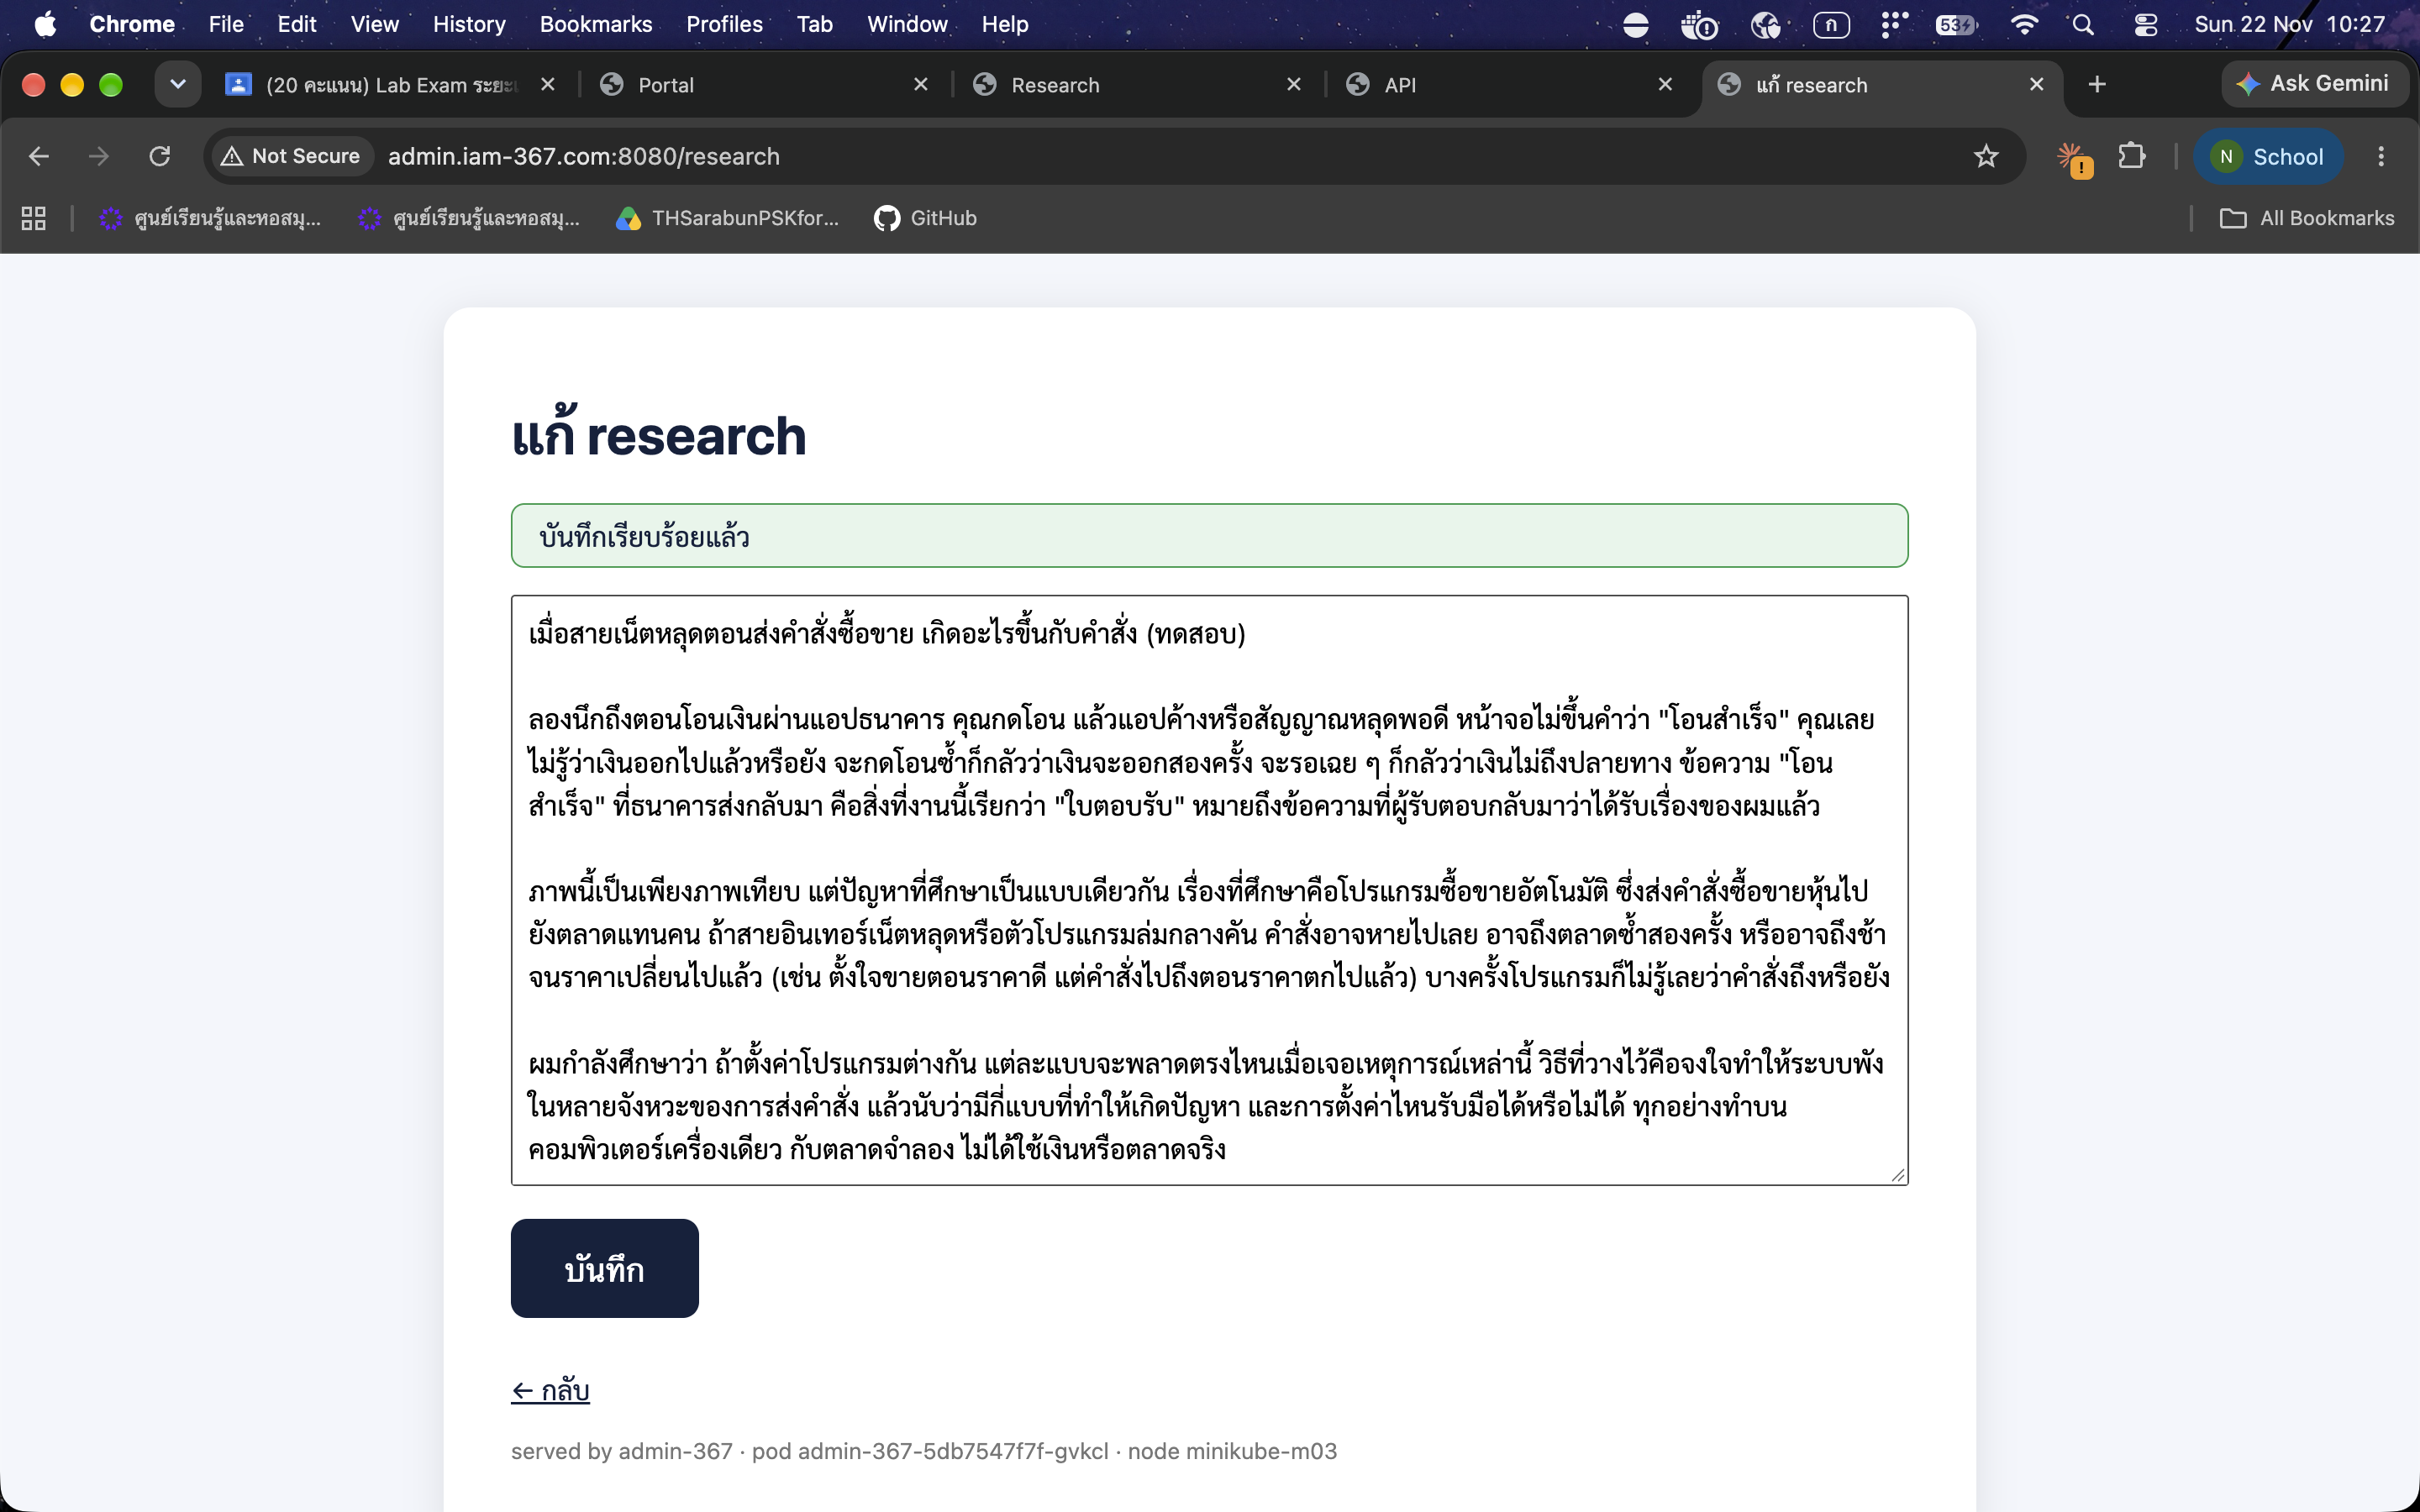 Chrome File Edit View History Bookmarks Profiles Tab Window Help ก 53 Sun 22 Nov 10:27
(20 คะแนน) Lab Exam Portal Research API แก้ research Ask Gemini
Not Secure admin.iam-367.com:8080/research N School
ศูนย์เรียนรู้และหอสมุ... ศูนย์เรียนรู้และหอสมุ... THSarabunPSKfor... GitHub All Bookmarks
แก้ research
บันทึกเรียบร้อยแล้ว
เมื่อสายเน็ตหลุดตอนส่งคำสั่งซื้อขาย เกิดอะไรขึ้นกับคำสั่ง (ทดสอบ)
ลองนึกถึงตอนโอนเงินผ่านแอปธนาคาร คุณกดโอน แล้วแอปค้างหรือสัญญาณหลุดพอดี หน้าจอไม่ขึ้นคำว่า "โอนสำเร็จ" คุณเลย
ไม่รู้ว่าเงินออกไปแล้วหรือยัง จะกดโอนซ้ำก็กลัวว่าเงินจะออกสองครั้ง จะรอเฉย ๆ ก็กลัวว่าเงินไม่ถึงปลายทาง ข้อความ "โอน
สำเร็จ" ที่ธนาคารส่งกลับมา คือสิ่งที่งานนี้เรียกว่า "ใบตอบรับ" หมายถึงข้อความที่ผู้รับตอบกลับมาว่าได้รับเรื่องของผมแล้ว
ภาพนี้เป็นเพียงภาพเทียบ แต่ปัญหาที่ศึกษาเป็นแบบเดียวกัน เรื่องที่ศึกษาคือโปรแกรมซื้อขายอัตโนมัติ ซึ่งส่งคำสั่งซื้อขายหุ้นไป
ยังตลาดแทนคน ถ้าสายอินเทอร์เน็ตหลุดหรือตัวโปรแกรมล่มกลางคัน คำสั่งอาจหายไปเลย อาจถึงตลาดซ้ำสองครั้ง หรืออาจถึงช้า
จนราคาเปลี่ยนไปแล้ว (เช่น ตั้งใจขายตอนราคาดี แต่คำสั่งไปถึงตอนราคาตกไปแล้ว) บางครั้งโปรแกรมก็ไม่รู้เลยว่าคำสั่งถึงหรือยัง
ผมกำลังศึกษาว่า ถ้าตั้งค่าโปรแกรมต่างกัน แต่ละแบบจะพลาดตรงไหนเมื่อเจอเหตุการณ์เหล่านี้ วิธีที่วางไว้คือจงใจทำให้ระบบพัง
ในหลายจังหวะของการส่งคำสั่ง แล้วนับว่ามีกี่แบบที่ทำให้เกิดปัญหา และการตั้งค่าไหนรับมือได้หรือไม่ได้ ทุกอย่างทำบน
คอมพิวเตอร์เครื่องเดียว กับตลาดจำลอง ไม่ได้ใช้เงินหรือตลาดจริง
บันทึก
← กลับ
served by admin-367 · pod admin-367-5db7547f7f-gvkcl · node minikube-m03